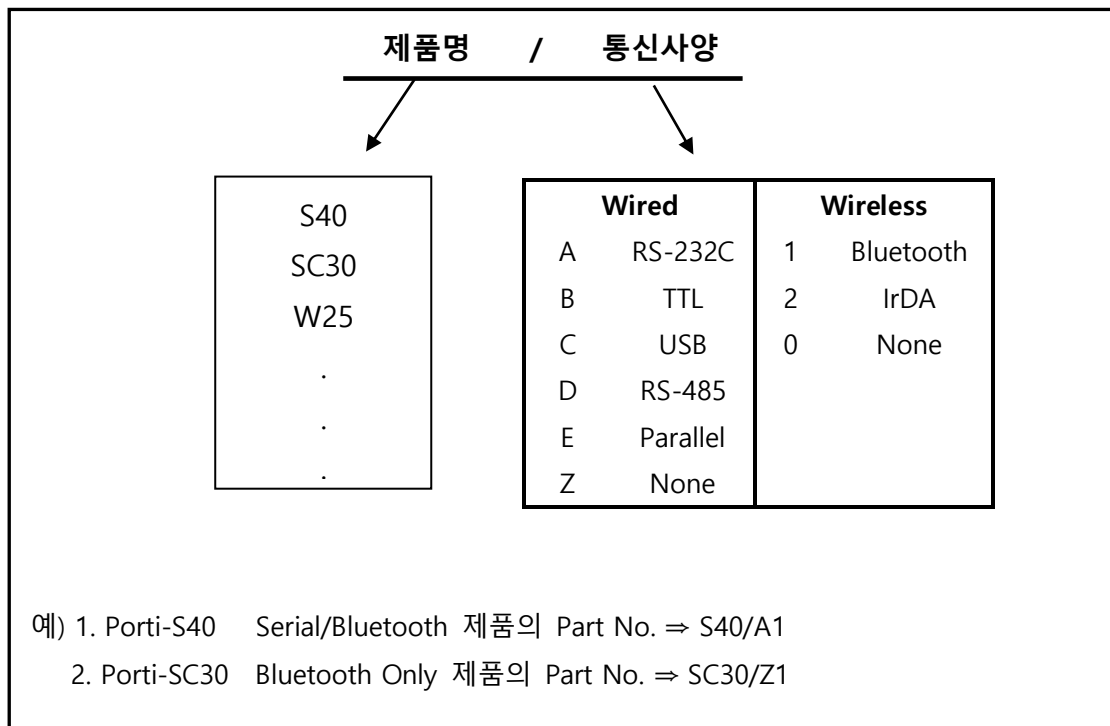 제품명 / 통신사양
S40
SC30
W25
.
.
.
Wired Wireless
A RS-232C 1 Bluetooth
B TTL 2 IrDA
C USB 0 None
D RS-485
E Parallel
Z None
예) 1. Porti-S40 Serial/Bluetooth 제품의 Part No. ⇒ S40/A1
2. Porti-SC30 Bluetooth Only 제품의 Part No. ⇒ SC30/Z1